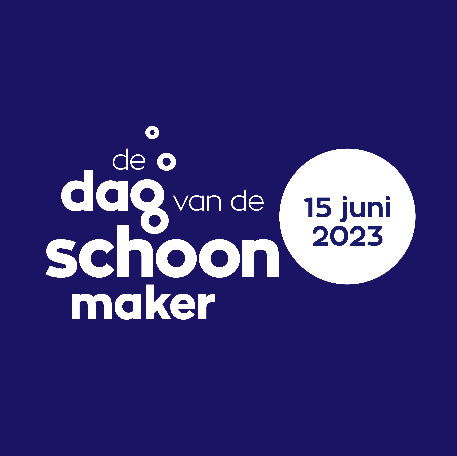 de
dag van de
schoon
maker
15 juni
2023